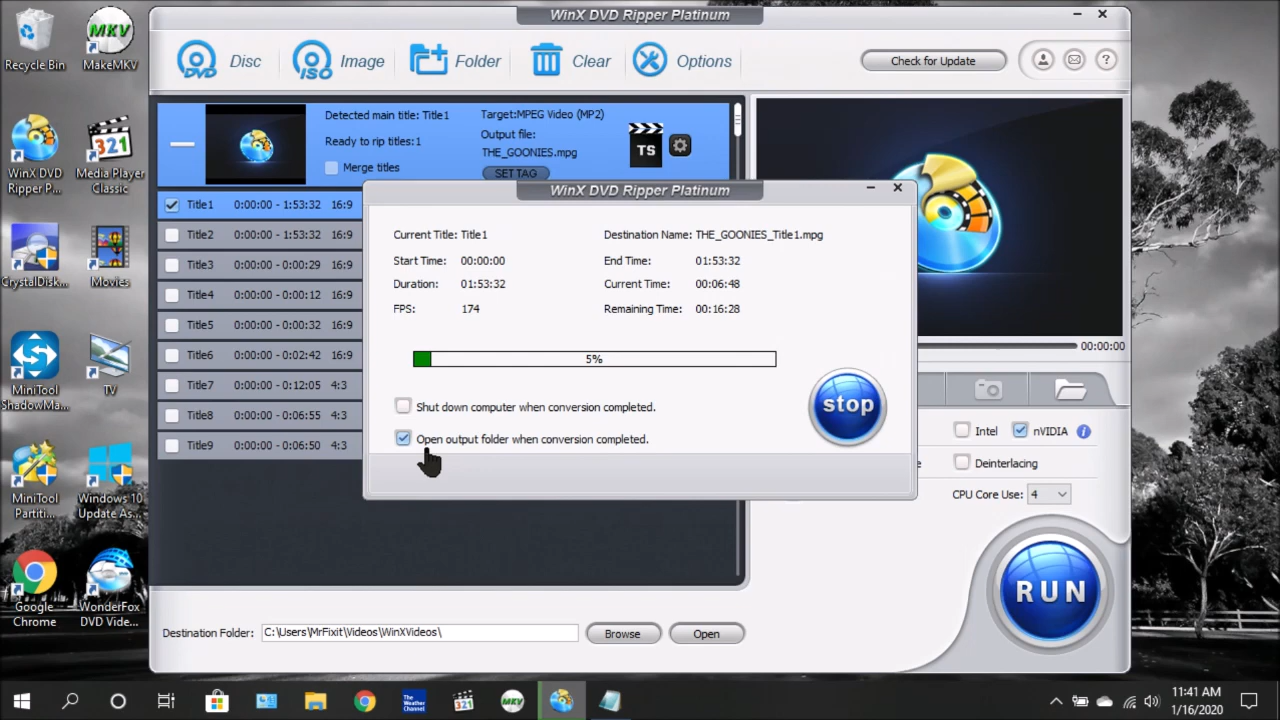 Recycle Bin
MKV
MakeMKV
WinX DVD
Ripper P...
321
Media Player
Classic
CrystalDisk...
Movies
MiniTool
ShadowMa...
TV
MiniTool
Partiti...
Windows 10
Update As...
Google
Chrome
WonderFox
DVD Vide...
WinX DVD Ripper Platinum
DVD
Disc
ISO
Image
Folder
Clear
Options
Check for Update
?
Detected main title: Title1
Ready to rip titles:1
Merge titles
Target:MPEG Video (MP2)
Output file:
THE_GOONIES.mpg
SET TAG
TS
Title1 0:00:00 - 1:53:32 16:9
Title2 0:00:00 - 1:53:32 16:9
Title3 0:00:00 - 0:00:29 16:9
Title4 0:00:00 - 0:00:12 16:9
Title5 0:00:00 - 0:00:32 16:9
Title6 0:00:00 - 0:02:42 16:9
Title7 0:00:00 - 0:12:05 4:3
Title8 0:00:00 - 0:06:55 4:3
Title9 0:00:00 - 0:06:50 4:3
WinX DVD Ripper Platinum
Current Title: Title1
Destination Name: THE_GOONIES_Title1.mpg
Start Time: 00:00:00
End Time: 01:53:32
Duration: 01:53:32
Current Time: 00:06:48
FPS: 174
Remaining Time: 00:16:28
5%
Shut down computer when conversion completed.
Open output folder when conversion completed.
stop
00:00:00
Intel
nVIDIA
i
e
Deinterlacing
CPU Core Use: 4
RUN
Destination Folder: C:\Users\MrFixit\Videos\WinXVideos\
Browse
Open
The
Weather
Channel
321
MKV
11:41 AM
1/16/2020